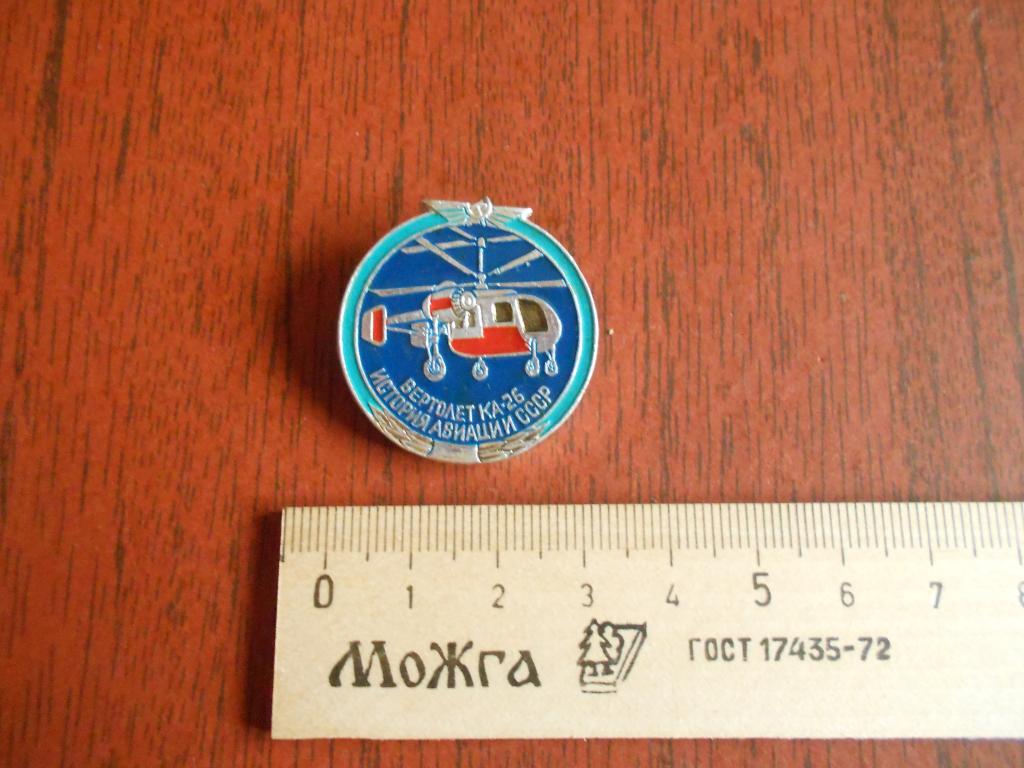 ВЕРТОЛЕТ КА-26
ИСТОРИЯ АВИАЦИИ СССР
0 1 2 3 4 5 6 7 8
Можга ГОСТ 17435-72